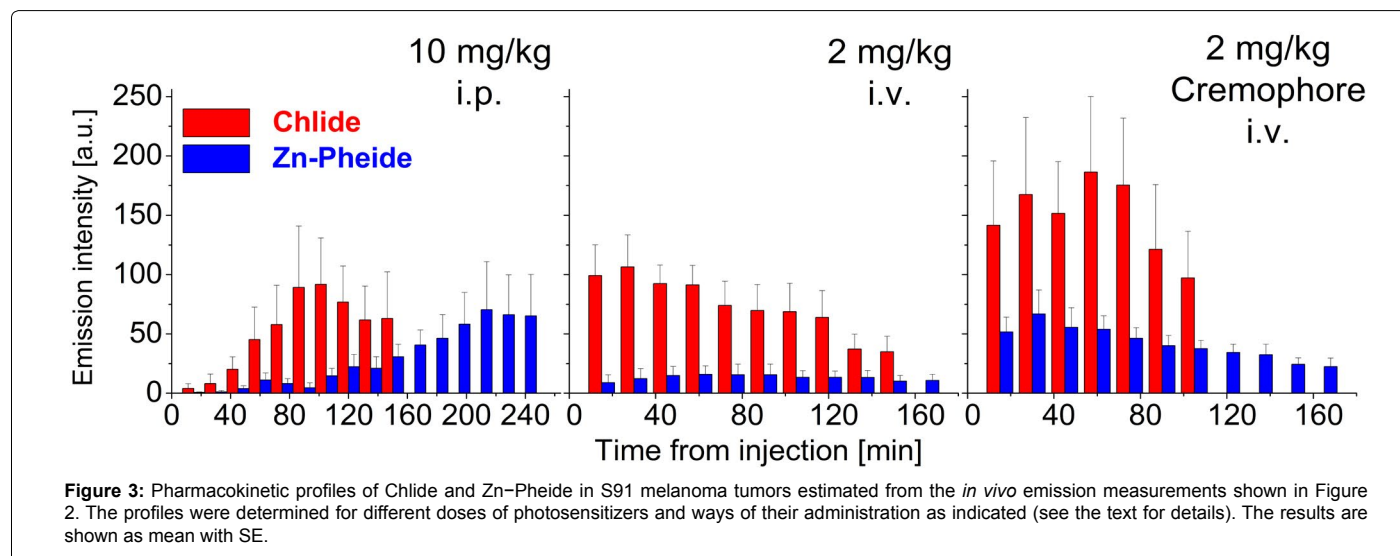 10 mg/kg
i.p.
2 mg/kg
i.v.
2 mg/kg
Cremophore
i.v.
Chlide
Zn-Pheide
Emission intensity [a.u.]
250
200
150
100
50
0
0 40 80 120 160 200 240
0 40 80 120 160
0 40 80 120 160
Time from injection [min]
Figure 3: Pharmacokinetic profiles of Chlide and Zn−Pheide in S91 melanoma tumors estimated from the in vivo emission measurements shown in Figure
2. The profiles were determined for different doses of photosensitizers and ways of their administration as indicated (see the text for details). The results are
shown as mean with SE.